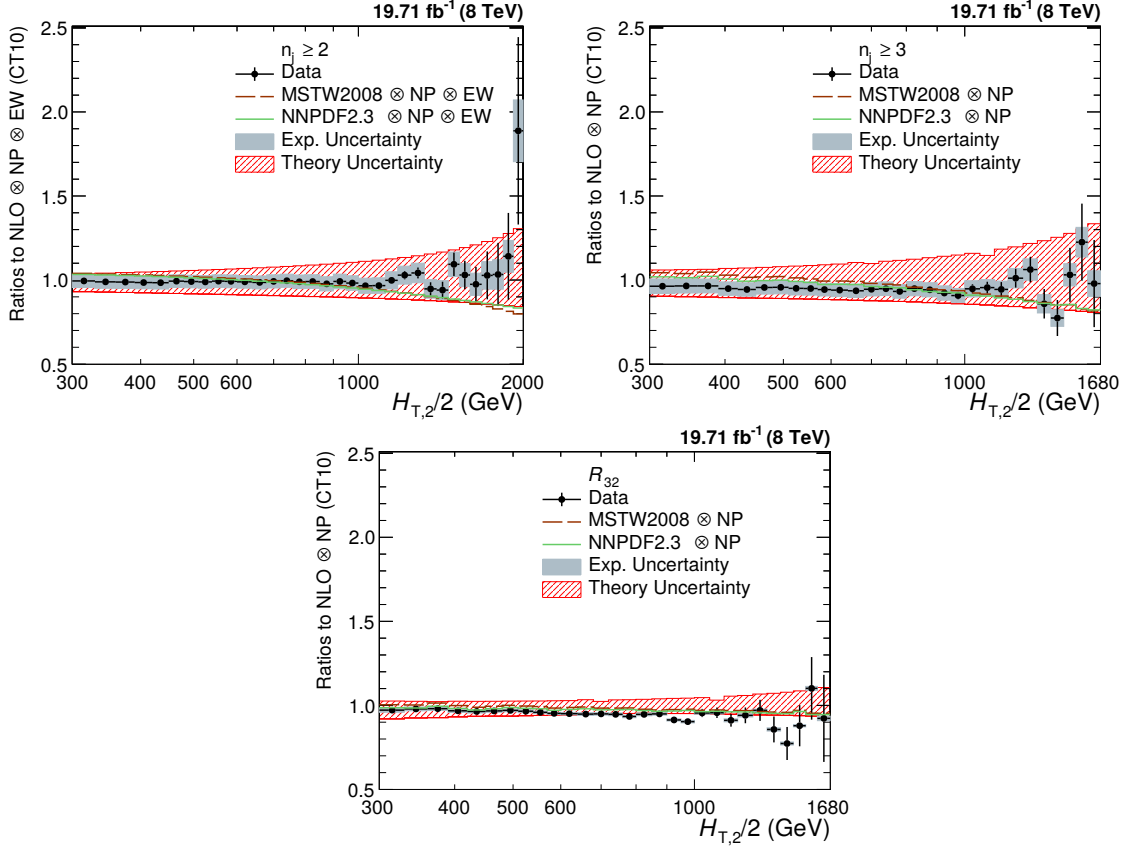 19.71 fb⁻¹ (8 TeV)
Ratios to NLO ⊗ NP ⊗ EW (CT10)
2.5
2.0
1.5
1.0
0.5
n_j ≥ 2
Data
MSTW2008 ⊗ NP ⊗ EW
NNPDF2.3 ⊗ NP ⊗ EW
Exp. Uncertainty
Theory Uncertainty
300 400 500 600 1000 2000
H_T,2/2 (GeV)
19.71 fb⁻¹ (8 TeV)
Ratios to NLO ⊗ NP (CT10)
2.5
2.0
1.5
1.0
0.5
n_j ≥ 3
Data
MSTW2008 ⊗ NP
NNPDF2.3 ⊗ NP
Exp. Uncertainty
Theory Uncertainty
300 400 500 600 1000 1680
H_T,2/2 (GeV)
19.71 fb⁻¹ (8 TeV)
Ratios to NLO ⊗ NP (CT10)
2.5
2.0
1.5
1.0
0.5
R_32
Data
MSTW2008 ⊗ NP
NNPDF2.3 ⊗ NP
Exp. Uncertainty
Theory Uncertainty
300 400 500 600 1000 1680
H_T,2/2 (GeV)